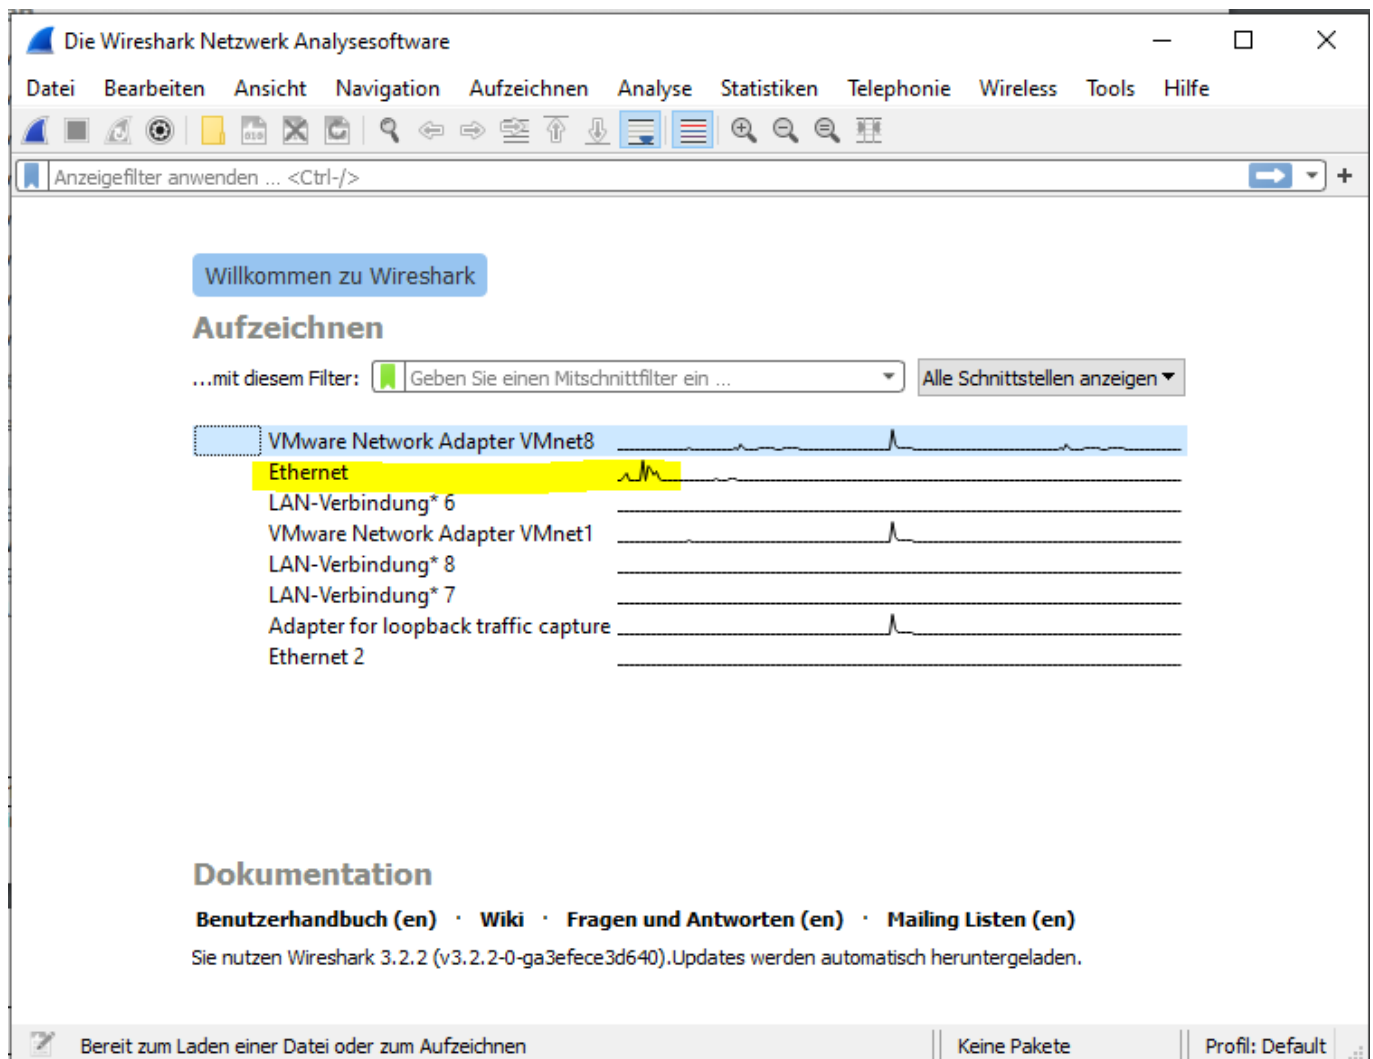 Die Wireshark Netzwerk Analysesoftware
Datei Bearbeiten Ansicht Navigation Aufzeichnen Analyse Statistiken Telephonie Wireless Tools Hilfe
Anzeigefilter anwenden ... <Ctrl-/>
Willkommen zu Wireshark
Aufzeichnen
...mit diesem Filter: Geben Sie einen Mitschnittfilter ein ... Alle Schnittstellen anzeigen
VMware Network Adapter VMnet8
Ethernet
LAN-Verbindung* 6
VMware Network Adapter VMnet1
LAN-Verbindung* 8
LAN-Verbindung* 7
Adapter for loopback traffic capture
Ethernet 2
Dokumentation
Benutzerhandbuch (en) · Wiki · Fragen und Antworten (en) · Mailing Listen (en)
Sie nutzen Wireshark 3.2.2 (v3.2.2-0-ga3efece3d640).Updates werden automatisch heruntergeladen.
Bereit zum Laden einer Datei oder zum Aufzeichnen Keine Pakete Profil: Default